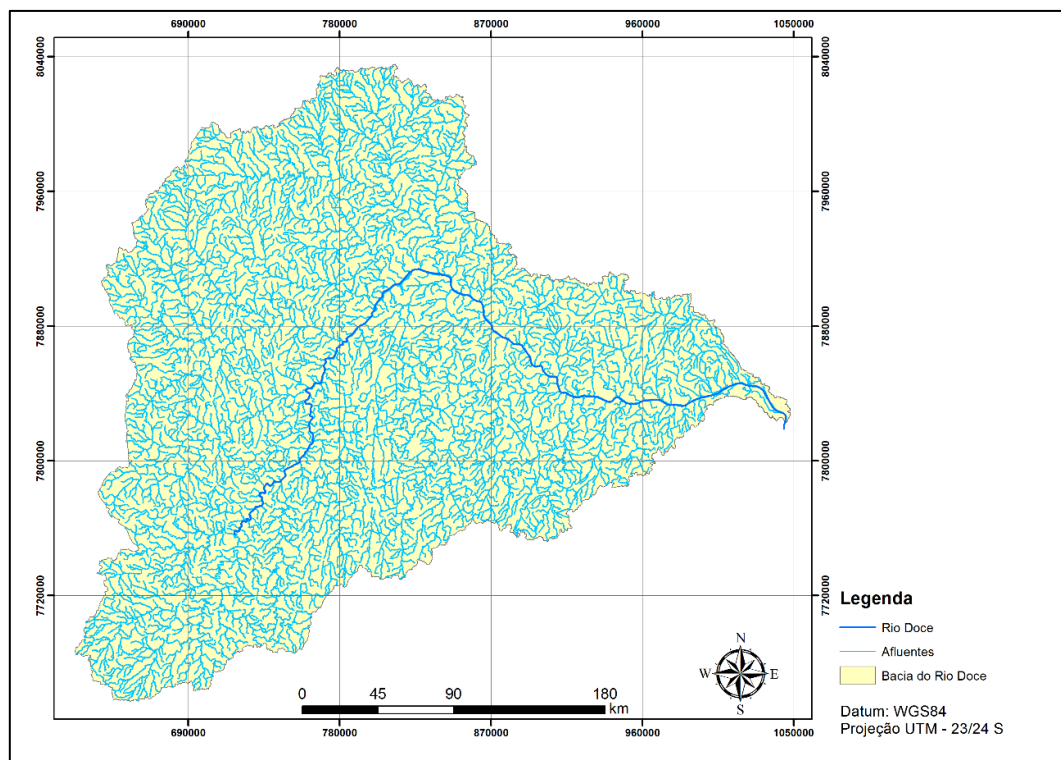 690000 780000 870000 960000 1050000
8040000 8040000
7960000 7960000
7880000 7880000
7800000 7800000
7720000 7720000
Legenda
Rio Doce
Afluentes
Bacia do Rio Doce
N
W E
S
0 45 90 180
km
Datum: WGS84
Projeção UTM - 23/24 S
690000 780000 870000 960000 1050000